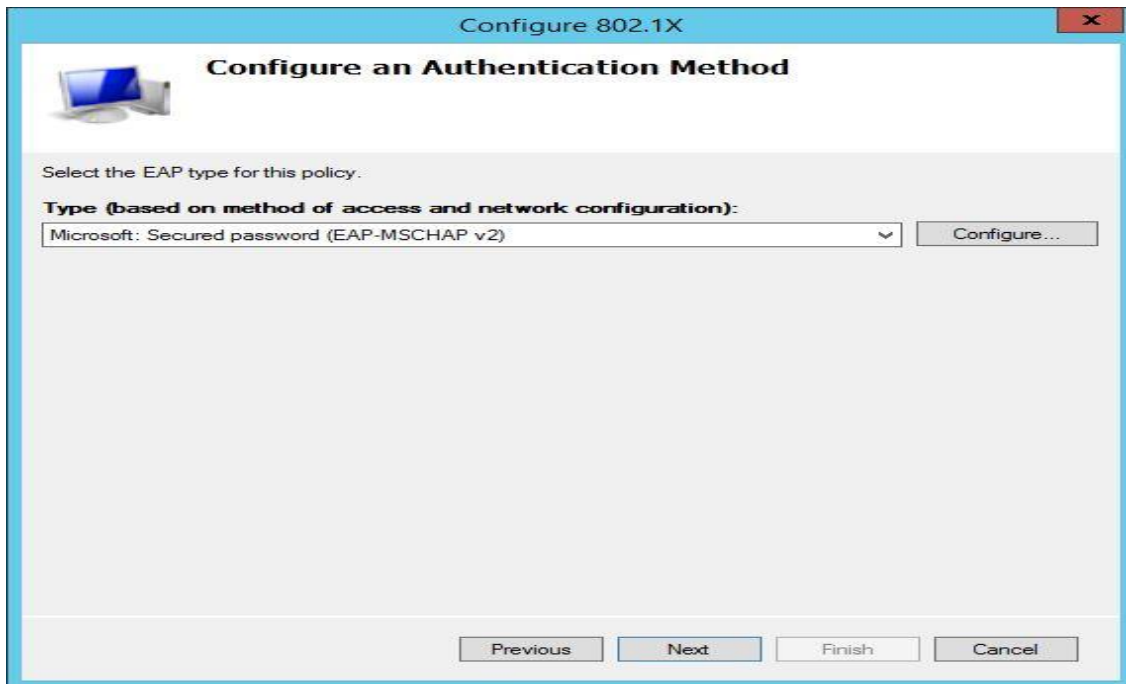 Configure 802.1X
Configure an Authentication Method
Select the EAP type for this policy.
Type (based on method of access and network configuration):
Microsoft: Secured password (EAP-MSCHAP v2)
Configure...
Previous
Next
Finish
Cancel